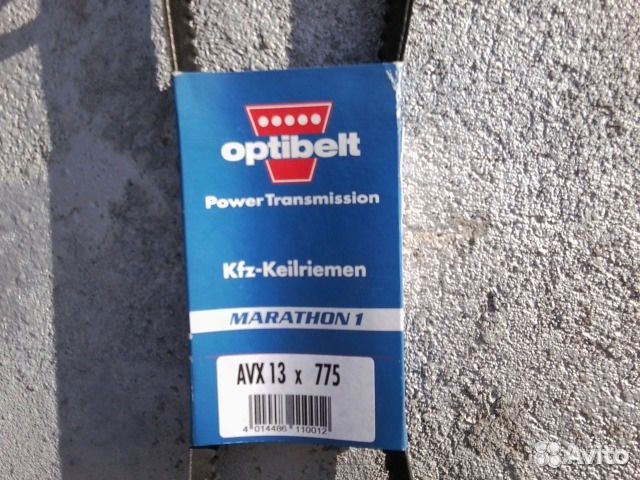 optibelt
Power Transmission
Kfz-Keilriemen
MARATHON 1
AVX 13 x 775
4 014486 110012
Avito